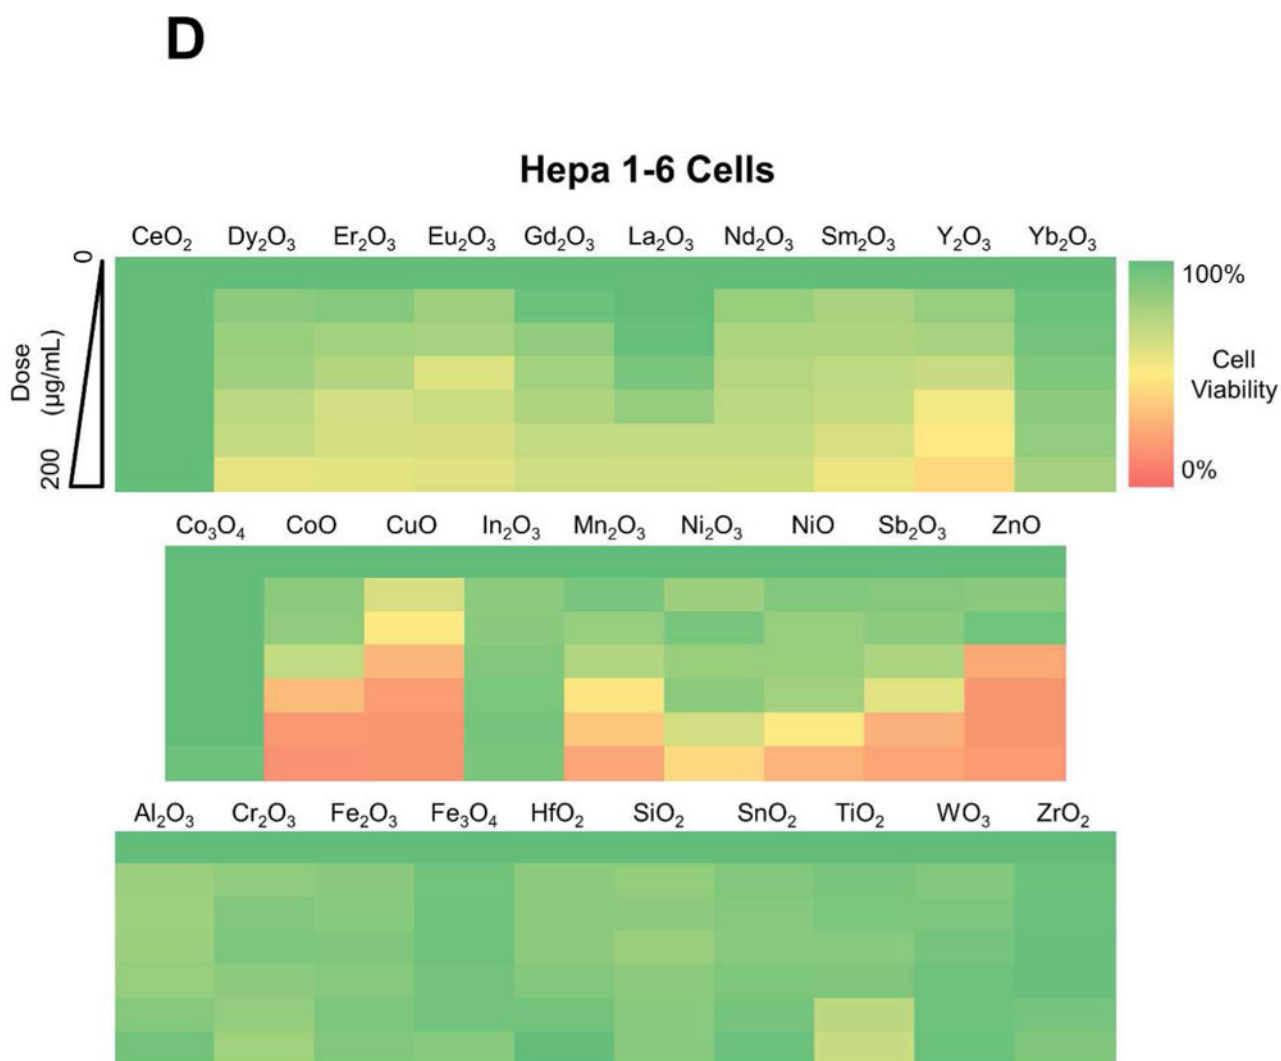 D
Hepa 1-6 Cells
CeO₂ Dy₂O₃ Er₂O₃ Eu₂O₃ Gd₂O₃ La₂O₃ Nd₂O₃ Sm₂O₃ Y₂O₃ Yb₂O₃
0
Dose
(µg/mL)
200
100%
Cell
Viability
0%
Co₃O₄ CoO CuO In₂O₃ Mn₂O₃ Ni₂O₃ NiO Sb₂O₃ ZnO
Al₂O₃ Cr₂O₃ Fe₂O₃ Fe₃O₄ HfO₂ SiO₂ SnO₂ TiO₂ WO₃ ZrO₂